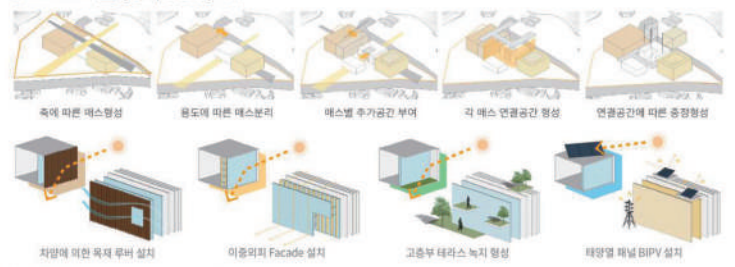 축에 따른 매스형성
용도에 따른 매스분리
매스별 추가공간 부여
각 매스 연결공간 형성
연결공간에 따른 중정형성
차양에 의한 목재 루버 설치
이중외피 Facade 설치
고층부 테라스 녹지 형성
태양열 패널 BIPV 설치